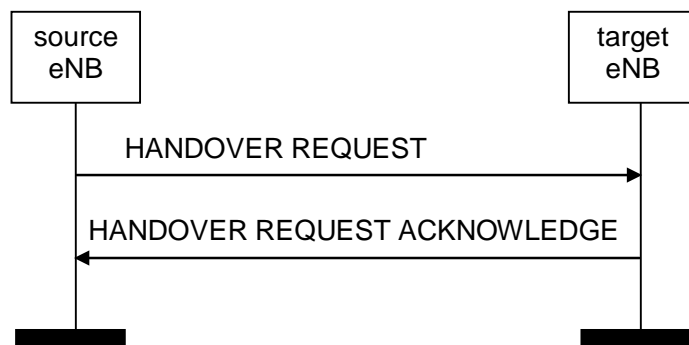 source
eNB
target
eNB
HANDOVER REQUEST
HANDOVER REQUEST ACKNOWLEDGE